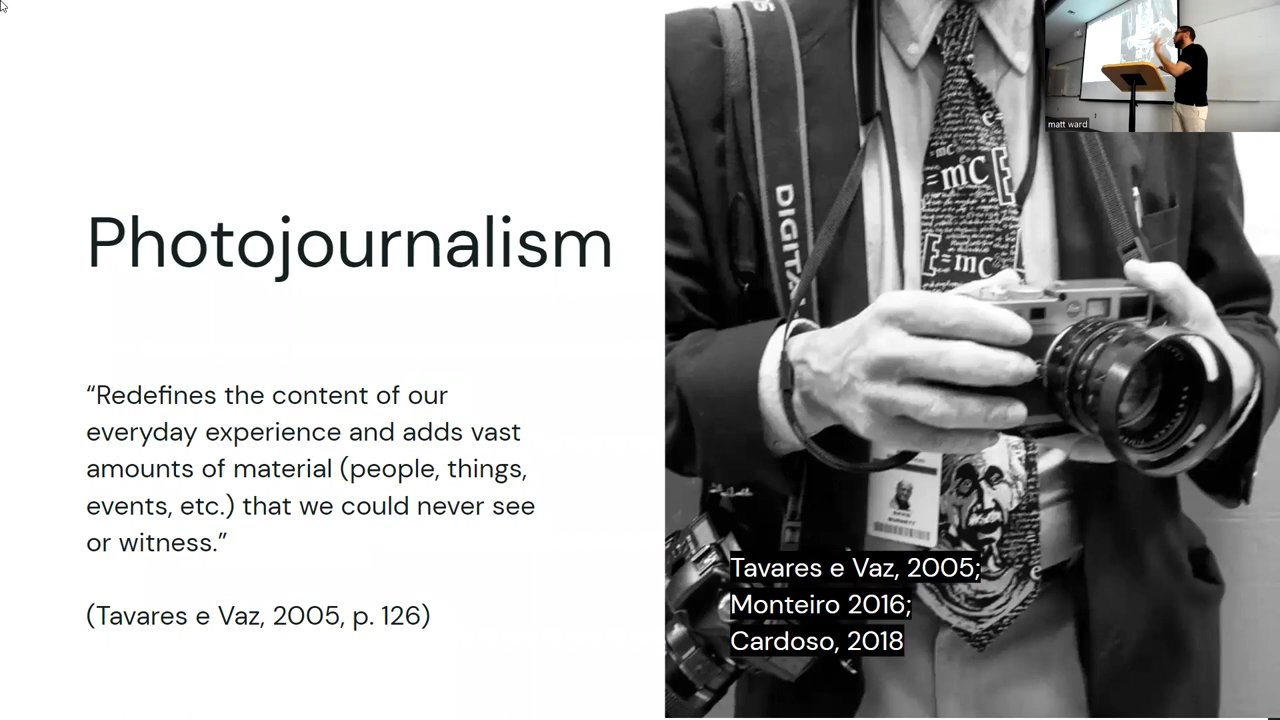 Photojournalism
“Redefines the content of our
everyday experience and adds vast
amounts of material (people, things,
events, etc.) that we could never see
or witness.”
(Tavares e Vaz, 2005, p. 126)
DIGITAL
e=
=mC
E
E=mc
Tavares e Vaz, 2005;
Monteiro 2016;
Cardoso, 2018
matt ward